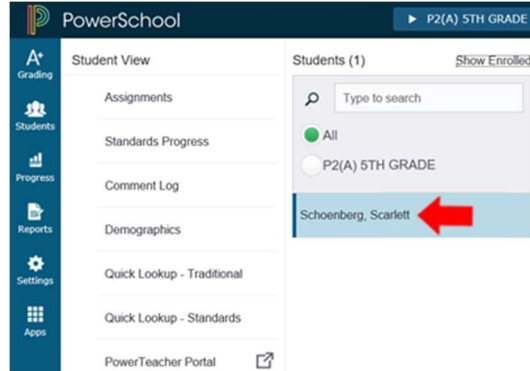 PowerSchool
P2(A) 5TH GRADE
A+
Grading
Students
Progress
Reports
Settings
Apps
Student View
Assignments
Standards Progress
Comment Log
Demographics
Quick Lookup - Traditional
Quick Lookup - Standards
PowerTeacher Portal
Students (1)
Show Enrolled
Type to search
All
P2(A) 5TH GRADE
Schoenberg, Scarlett